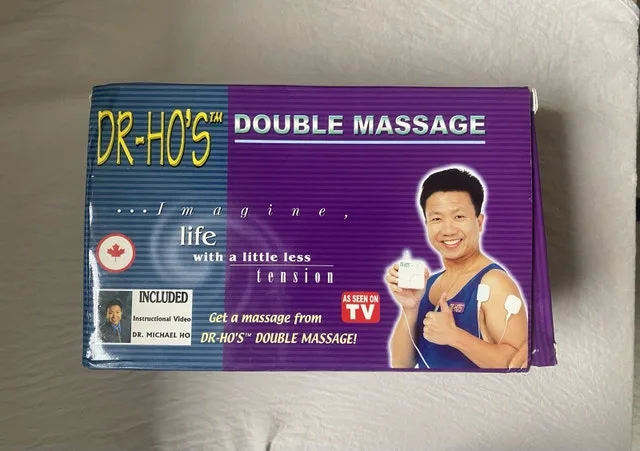 DR-HO'S™
DOUBLE MASSAGE
...Imagine,
life
with a little less
tension
INCLUDED
Instructional Video
DR. MICHAEL HO
AS SEEN ON
TV
Get a massage from
DR-HO'S™ DOUBLE MASSAGE!